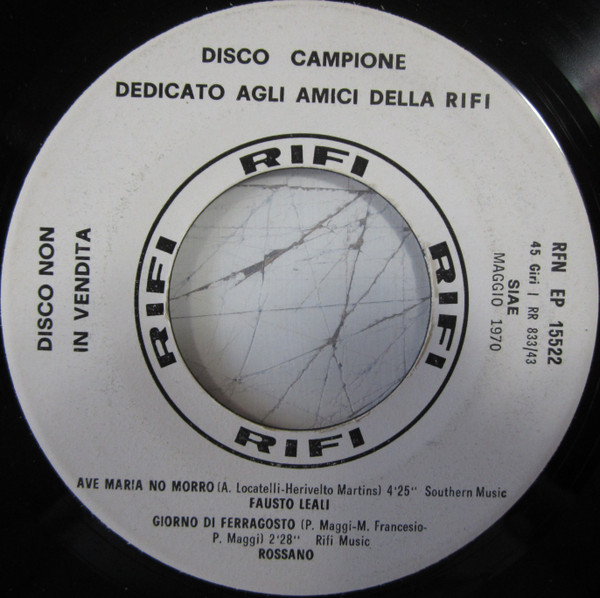 DISCO CAMPIONE
DEDICATO AGLI AMICI DELLA RIFI
RIFI
RIFI
RIFI
RIFI
DISCO NON
IN VENDITA
RFN EP 15522
45 Giri | RR 833/43
SIAE
MAGGIO 1970
AVE MARIA NO MORRO (A. Locatelli-Herivelto Martins) 4'25'' Southern Music
FAUSTO LEALI
GIORNO DI FERRAGOSTO (P. Maggi-M. Francesio-
P. Maggi) 2'28'' Rifi Music
ROSSANO